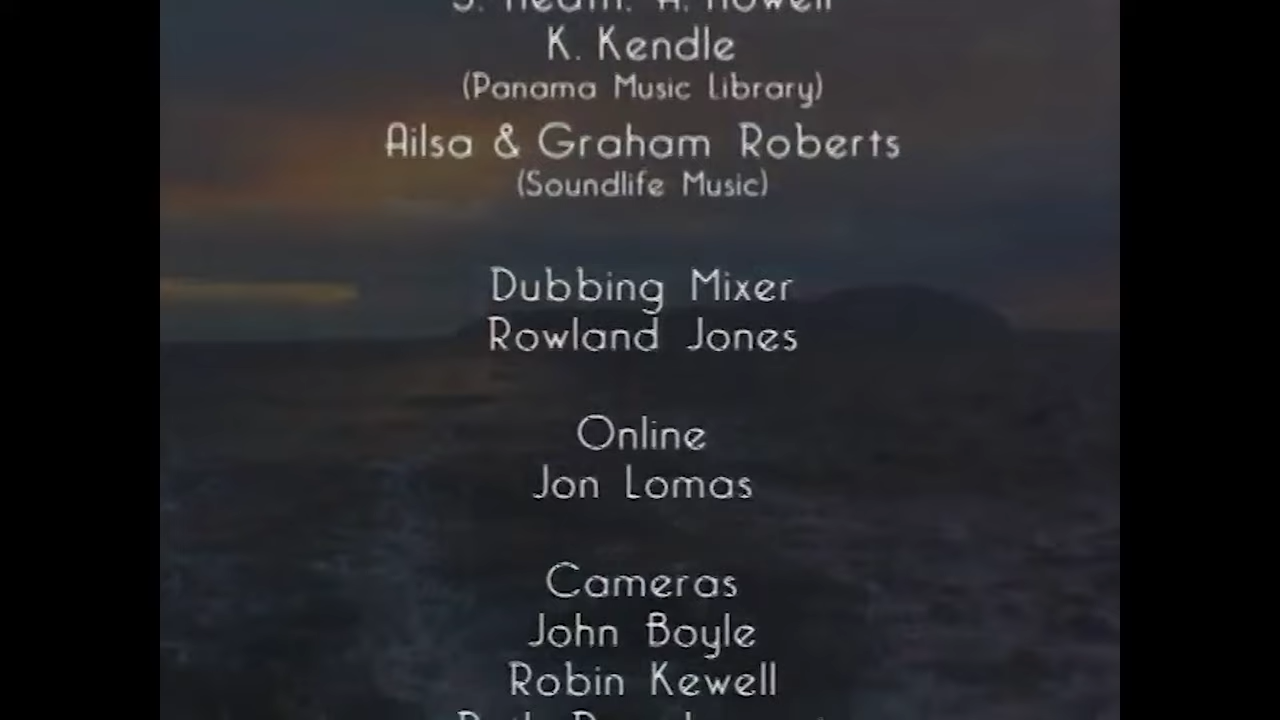 K. Kendle
(Panama Music Library)
Ailsa & Graham Roberts
(Soundlife Music)
Dubbing Mixer
Rowland Jones
Online
Jon Lomas
Cameras
John Boyle
Robin Kewell